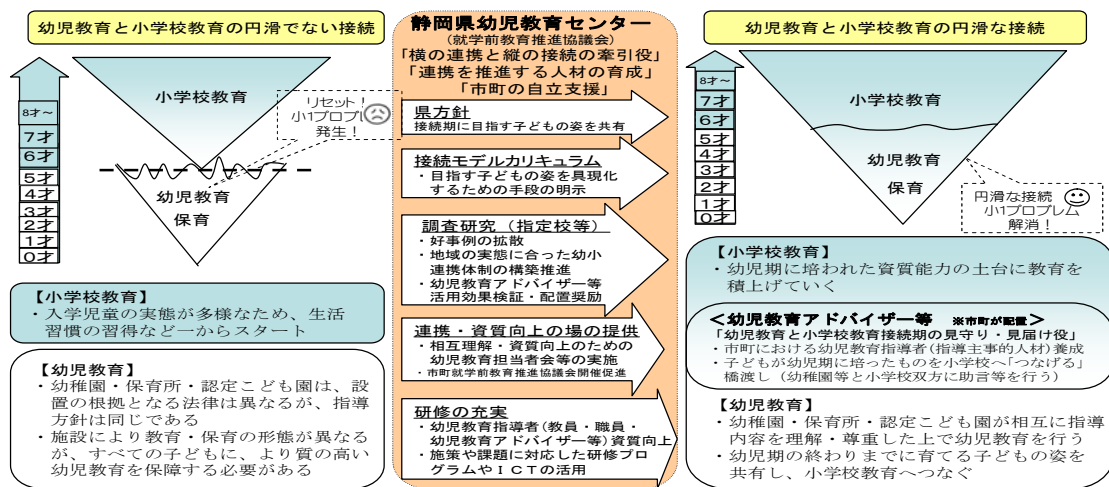 幼児教育と小学校教育の円滑でない接続
8才～
7才
6才
5才
4才
3才
2才
1才
0才
小学校教育
リセット！
小1プロブレ
発生！
幼児教育
保育
【小学校教育】
・入学児童の実態が多様なため、生活
習慣の習得など一からスタート
【幼児教育】
・幼稚園・保育所・認定こども園は、設
置の根拠となる法律は異なるが、指導
方針は同じである
・施設により教育・保育の形態が異なる
が、すべての子どもに、より質の高い
幼児教育を保障する必要がある
静岡県幼児教育センター
(就学前教育推進協議会)
「横の連携と縦の接続の牽引役」
「連携を推進する人材の育成」
「市町の自立支援」
県方針
接続期に目指す子どもの姿を共有
接続モデルカリキュラム
・目指す子どもの姿を具現化
するための手段の明示
調査研究（指定校等）
・好事例の拡散
・地域の実態に合った幼小
連携体制の構築推進
・幼児教育アドバイザー等
活用効果検証・配置奨励
連携・資質向上の場の提供
・相互理解・資質向上のための
幼児教育担当者会等の実施
・市町就学前教育推進協議会開催促進
研修の充実
・幼児教育指導者(教員・職員・
幼児教育アドバイザー等)資質向上
・施策や課題に対応した研修プロ
グラムやＩＣＴの活用
幼児教育と小学校教育の円滑な接続
8才～
7才
6才
5才
4才
3才
2才
1才
0才
小学校教育
幼児教育
保育
円滑な接続
小1プロブレム
解消！
【小学校教育】
・幼児期に培われた資質能力の土台に教育を
積上げていく
＜幼児教育アドバイザー等 ※市町が配置＞
「幼児教育と小学校教育接続期の見守り・見届け役」
・市町における幼児教育指導者(指導主事的人材)養成
・子どもが幼児期に培ったものを小学校へ「つなげる」
橋渡し（幼稚園等と小学校双方に助言等を行う）
【幼児教育】
・幼稚園・保育所・認定こども園が相互に指導
内容を理解・尊重した上で幼児教育を行う
・幼児期の終わりまでに育てる子どもの姿を
共有し、小学校教育へつなぐ